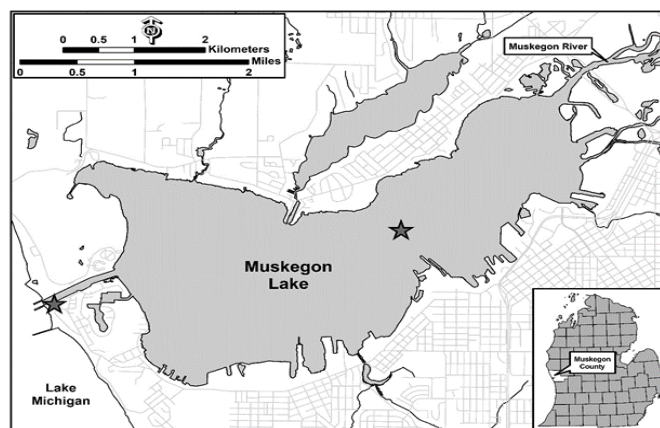 N
0 0.5 1 2
Kilometers
Miles
0 0.5 1 2
Muskegon River
Muskegon
Lake
Muskegon
County
Lake
Michigan